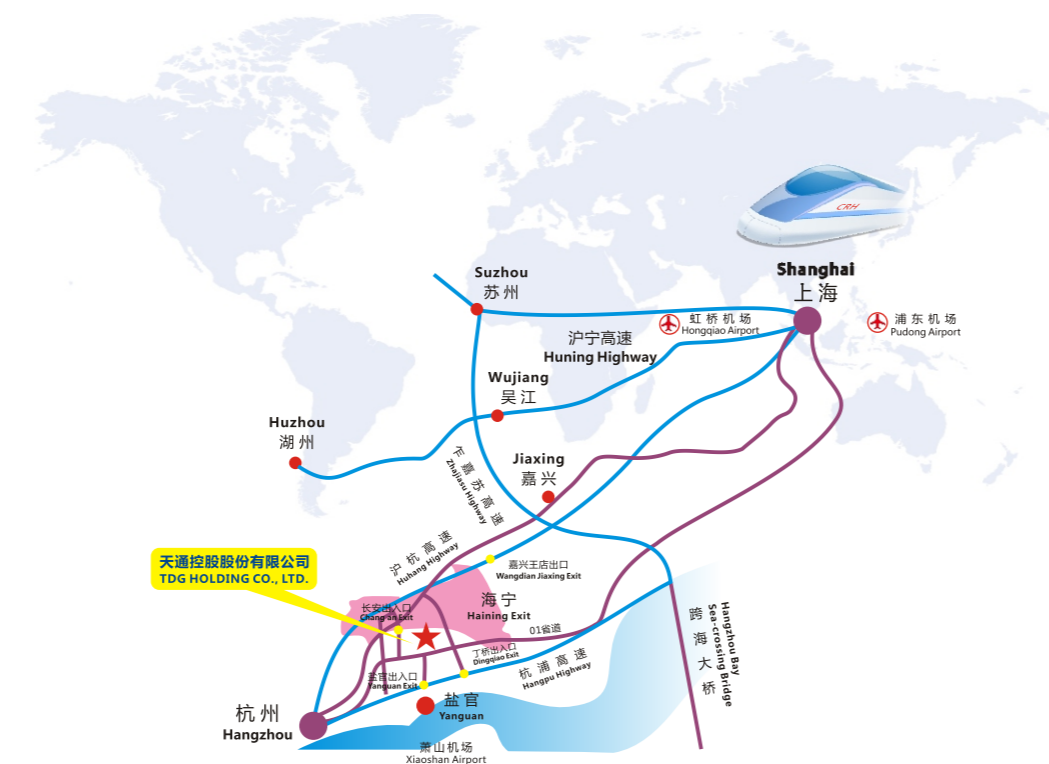 CRH
Shanghai
上海
Suzhou
苏州
虹桥机场
Hongqiao Airport
浦东机场
Pudong Airport
沪宁高速
Huning Highway
Wujiang
吴江
Huzhou
湖州
Jiaxing
嘉兴
乍嘉苏高速
Zhajiasu Highway
沪杭高速
Huhang Highway
天通控股股份有限公司
TDG HOLDING CO., LTD.
嘉兴王店出口
Wangdian Jiaxing Exit
海宁
Haining Exit
长安出入口
Chang'an Exit
01省道
丁桥出入口
Dingqiao Exit
杭浦高速
Hangpu Highway
跨海大桥
Hangzhou Bay
Sea-crossing Bridge
盐官出入口
Yanguan Exit
盐官
Yanguan
杭州
Hangzhou
萧山机场
Xiaoshan Airport